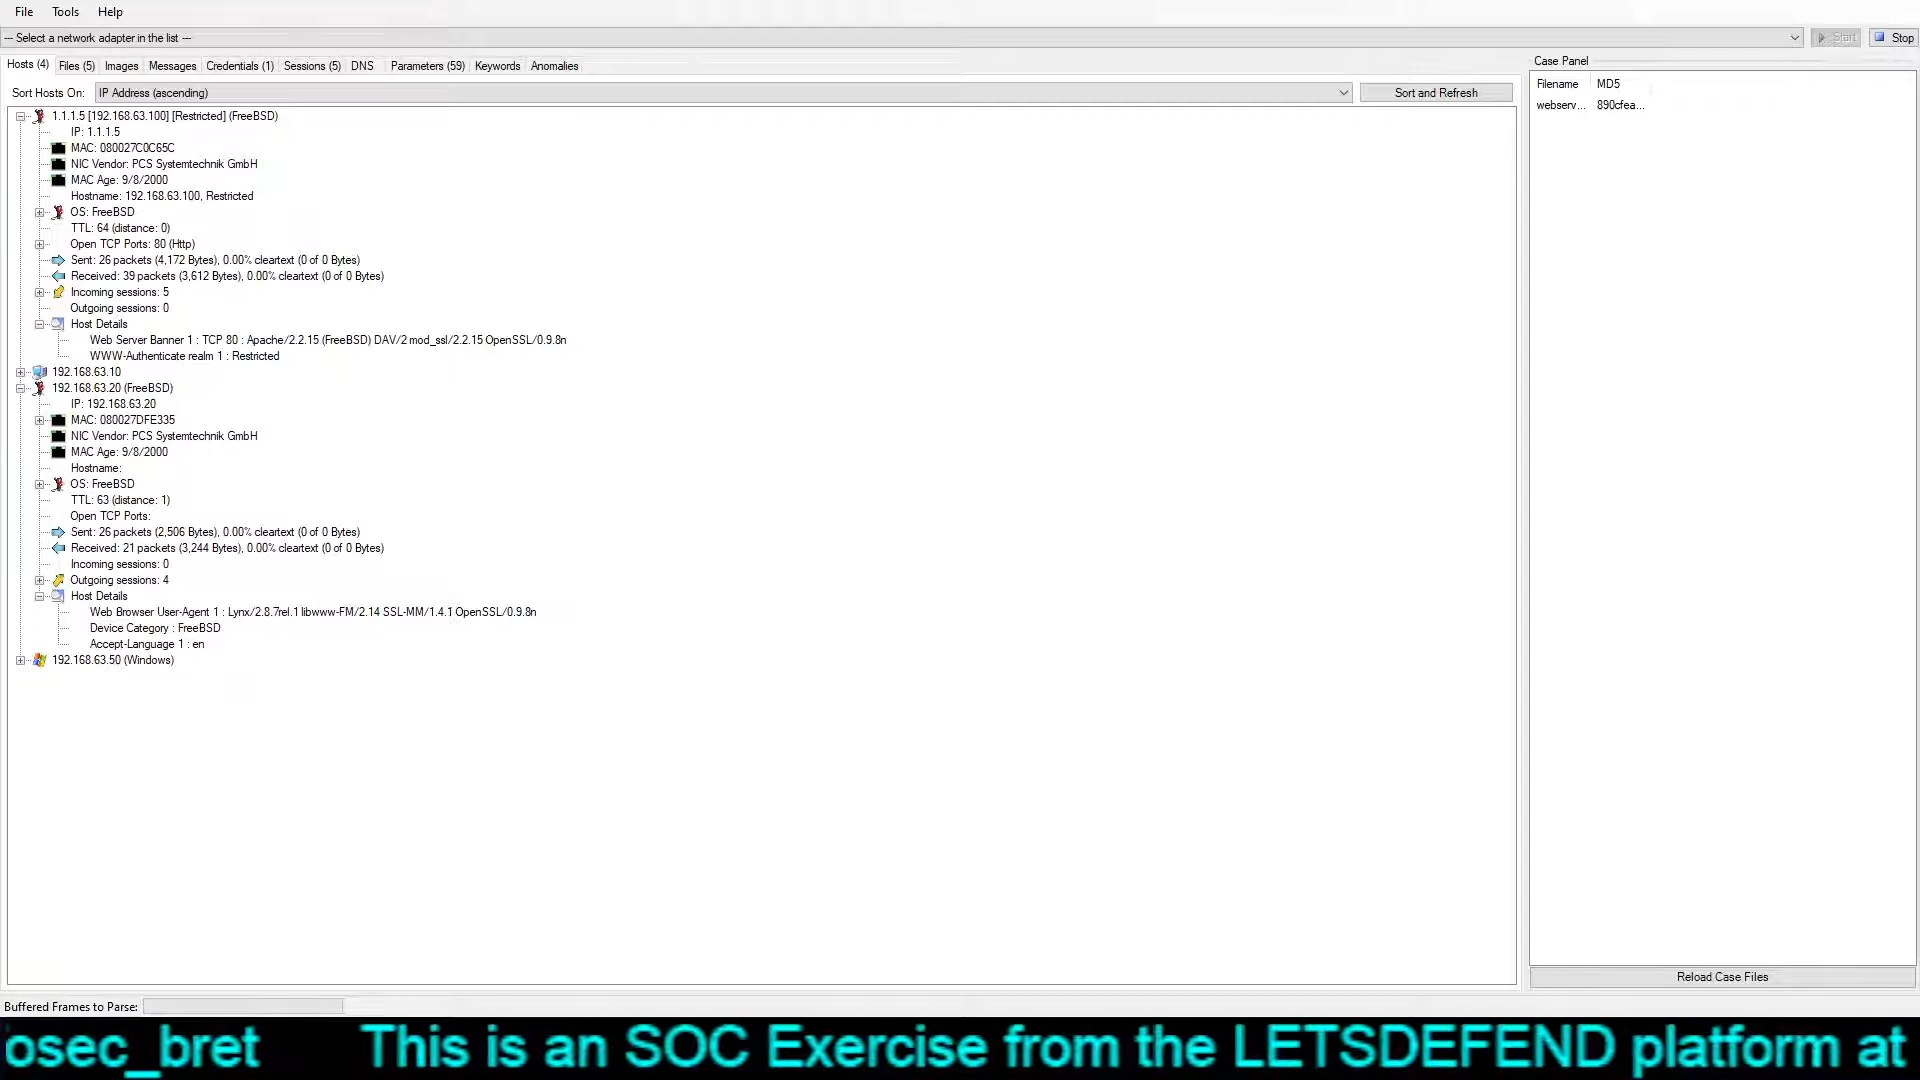 File Tools Help
--- Select a network adapter in the list ---
Start Stop
Hosts (4) Files (5) Images Messages Credentials (1) Sessions (5) DNS Parameters (59) Keywords Anomalies
Sort Hosts On: IP Address (ascending) Sort and Refresh
1.1.1.5 [192.168.63.100] [Restricted] (FreeBSD)
IP: 1.1.1.5
MAC: 080027C0C65C
NIC Vendor: PCS Systemtechnik GmbH
MAC Age: 9/8/2000
Hostname: 192.168.63.100, Restricted
OS: FreeBSD
TTL: 64 (distance: 0)
Open TCP Ports: 80 (Http)
Sent: 26 packets (4,172 Bytes), 0.00% cleartext (0 of 0 Bytes)
Received: 39 packets (3,612 Bytes), 0.00% cleartext (0 of 0 Bytes)
Incoming sessions: 5
Outgoing sessions: 0
Host Details
Web Server Banner 1 : TCP 80 : Apache/2.2.15 (FreeBSD) DAV/2 mod_ssl/2.2.15 OpenSSL/0.9.8n
WWW-Authenticate realm 1 : Restricted
192.168.63.10
192.168.63.20 (FreeBSD)
IP: 192.168.63.20
MAC: 080027DFE335
NIC Vendor: PCS Systemtechnik GmbH
MAC Age: 9/8/2000
Hostname:
OS: FreeBSD
TTL: 63 (distance: 1)
Open TCP Ports:
Sent: 26 packets (2,506 Bytes), 0.00% cleartext (0 of 0 Bytes)
Received: 21 packets (3,244 Bytes), 0.00% cleartext (0 of 0 Bytes)
Incoming sessions: 0
Outgoing sessions: 4
Host Details
Web Browser User-Agent 1 : Lynx/2.8.7rel.1 libwww-FM/2.14 SSL-MM/1.4.1 OpenSSL/0.9.8n
Device Category : FreeBSD
Accept-Language 1 : en
192.168.63.50 (Windows)
Case Panel
Filename MD5
webserv... 890cfea...
Reload Case Files
Buffered Frames to Parse:
osec_bret This is an SOC Exercise from the LETSDEFEND platform at